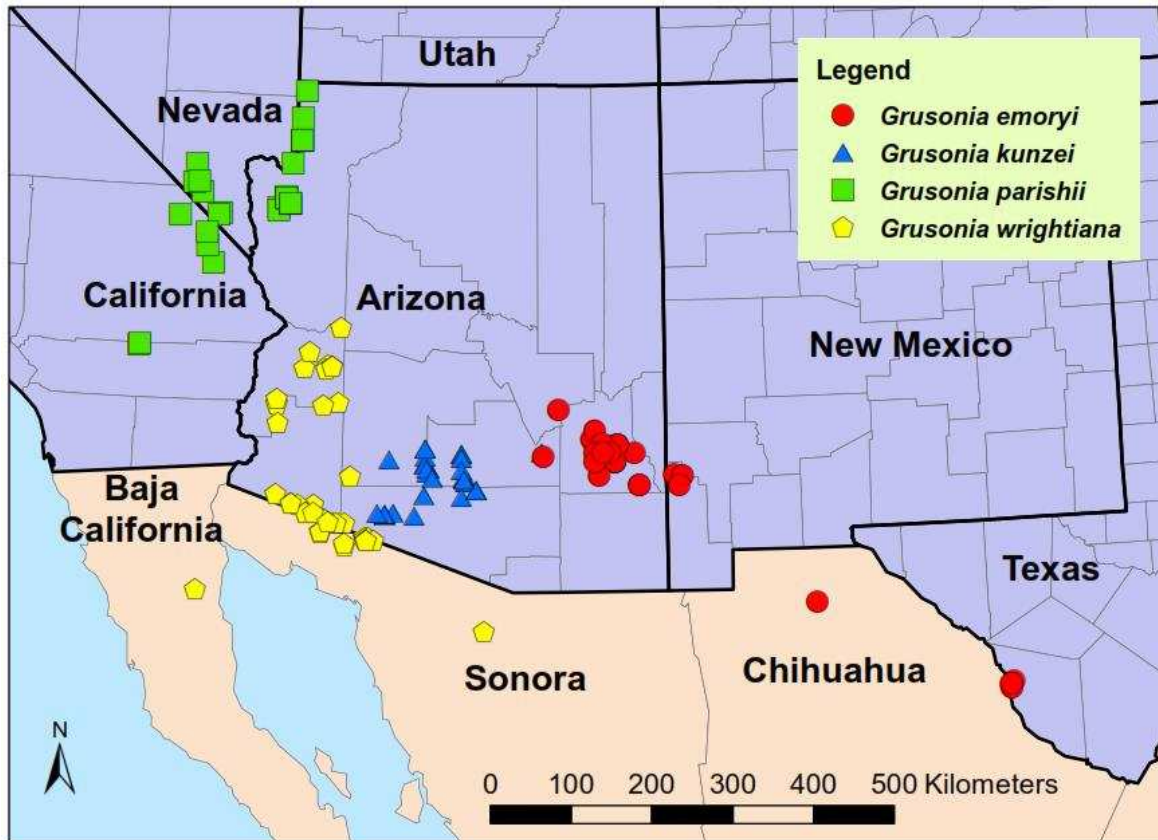 Utah
Nevada
Legend
Grusonia emoryi
Grusonia kunzei
Grusonia parishii
Grusonia wrightiana
California
Arizona
New Mexico
Baja
California
Texas
Sonora
Chihuahua
N
0 100 200 300 400 500 Kilometers